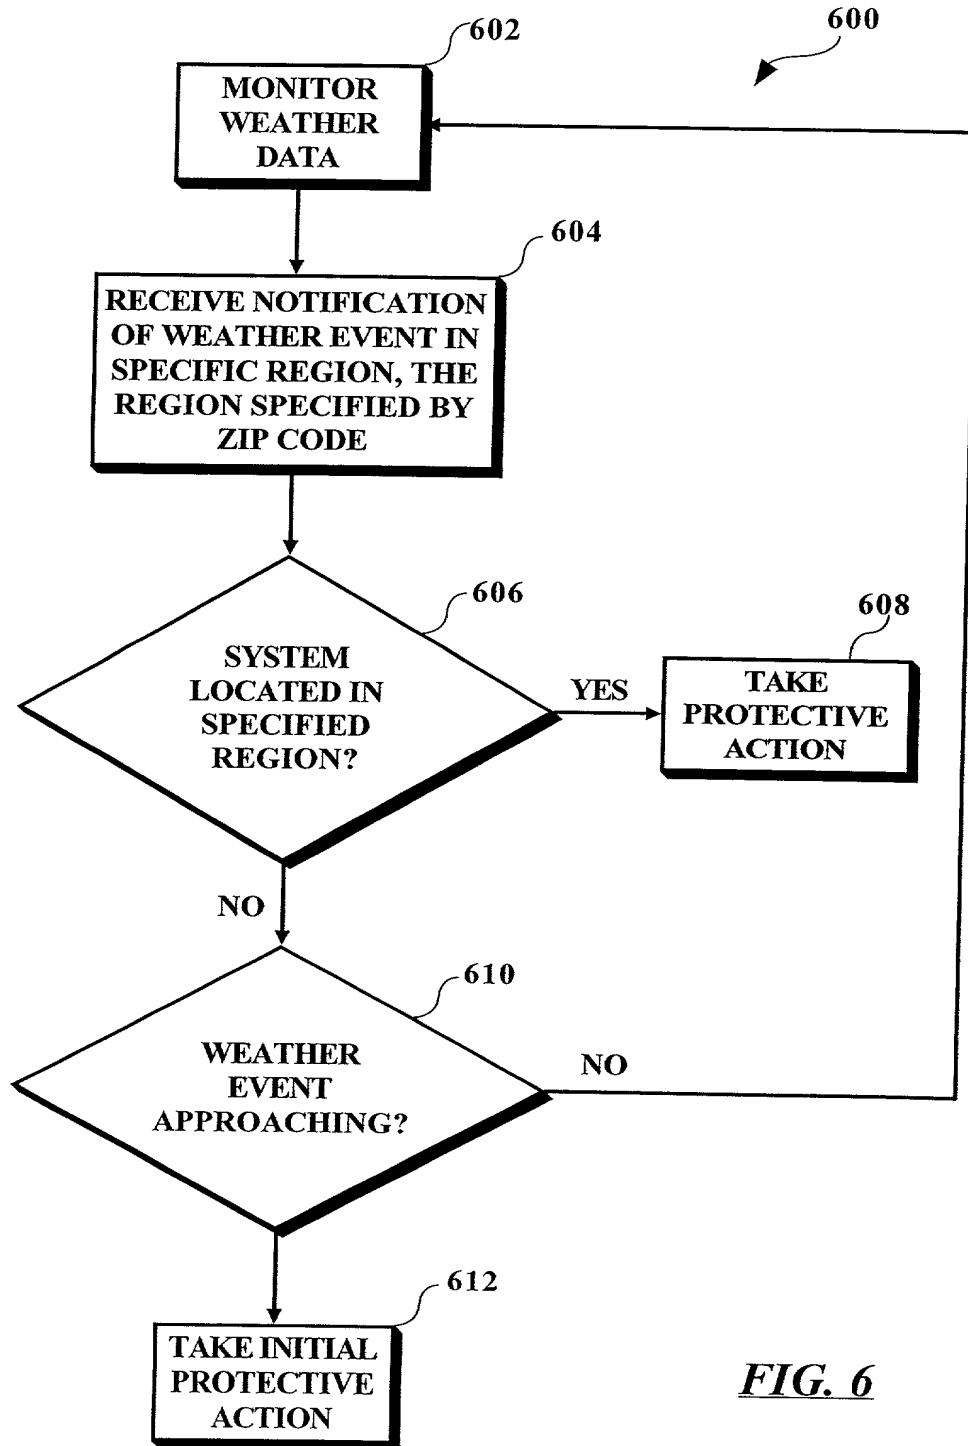 602
600
MONITOR
WEATHER
DATA
604
RECEIVE NOTIFICATION
OF WEATHER EVENT IN
SPECIFIC REGION, THE
REGION SPECIFIED BY
ZIP CODE
606
SYSTEM
LOCATED IN
SPECIFIED
REGION?
YES
608
TAKE
PROTECTIVE
ACTION
NO
610
WEATHER
EVENT
APPROACHING?
NO
612
TAKE INITIAL
PROTECTIVE
ACTION
FIG. 6